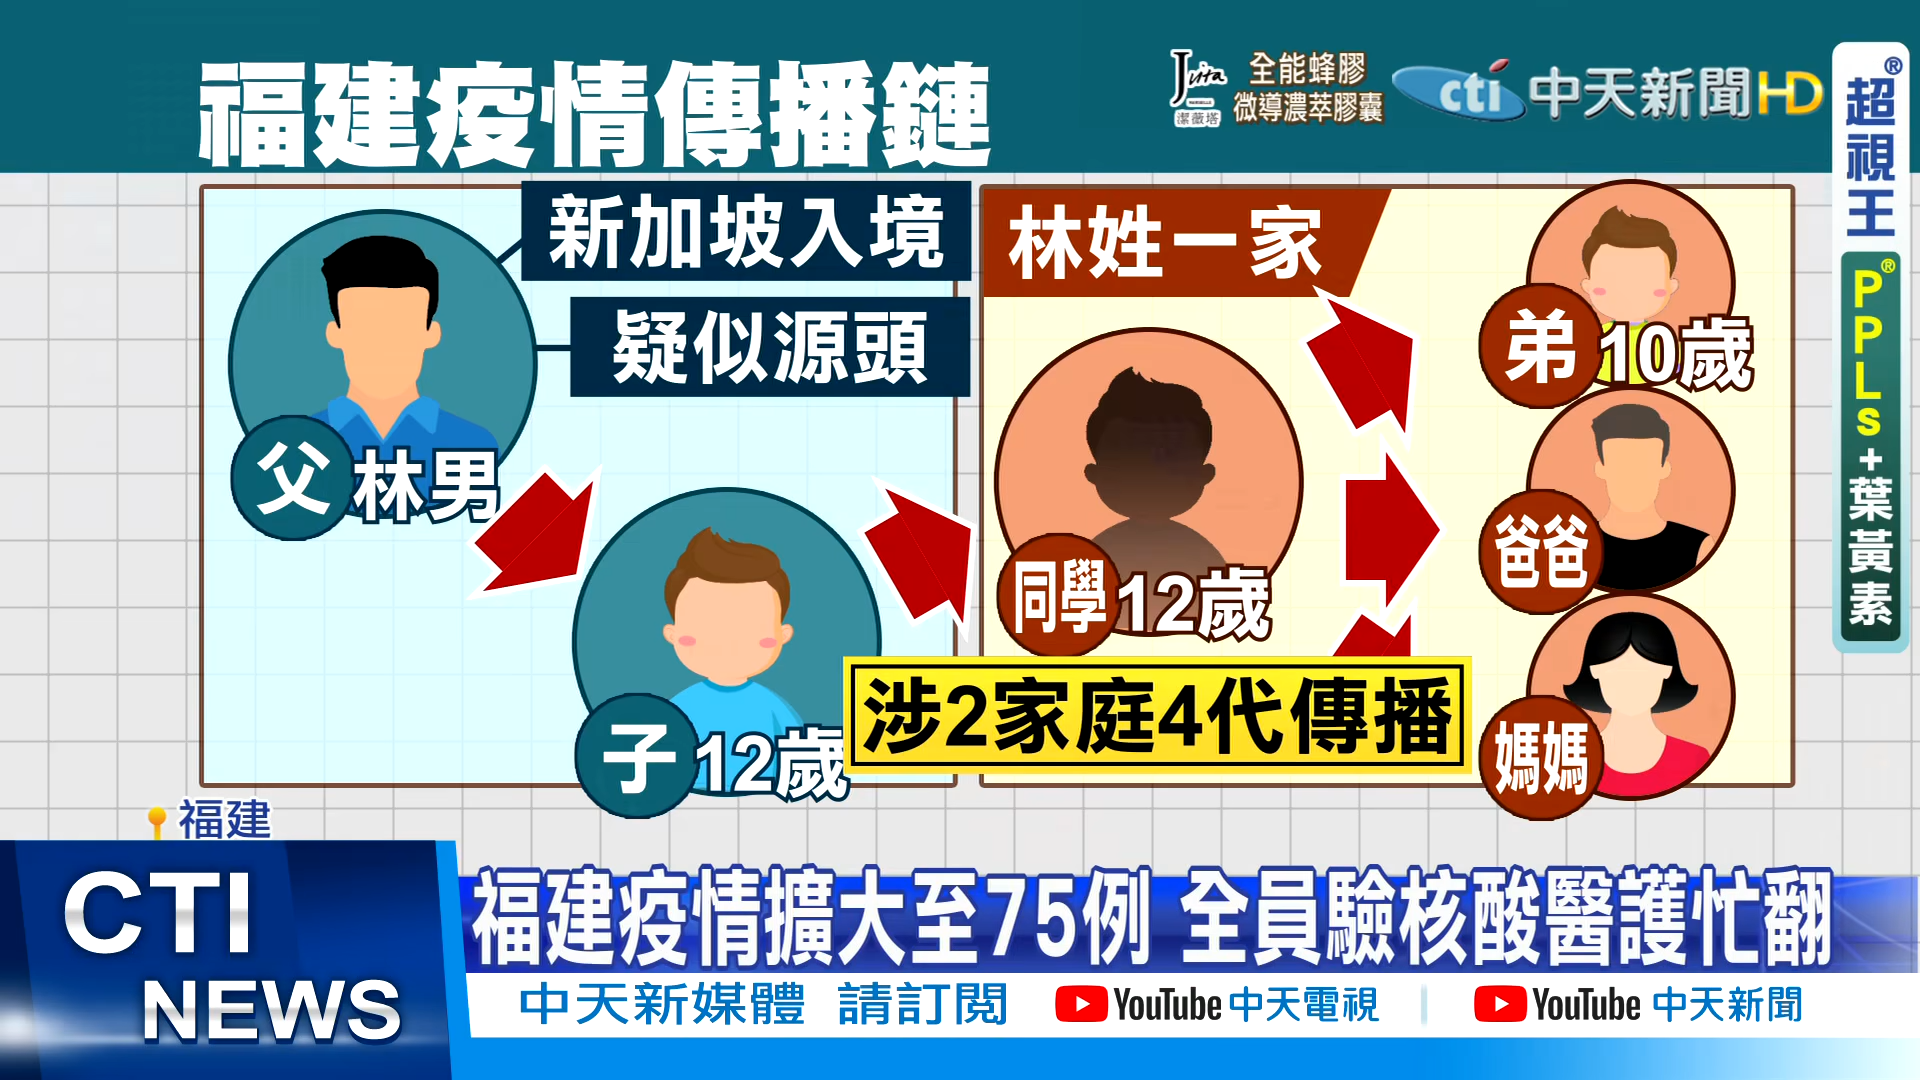 福建疫情傳播鏈
Jvita
MARSEILLE
潔薇塔
全能蜂膠
微導濃萃膠囊
cti 中天新聞HD
超視王®
PPLs®+葉黃素
新加坡入境
疑似源頭
父 林男
子 12歲
林姓一家
同學 12歲
弟 10歲
爸爸
媽媽
涉2家庭4代傳播
福建
CTI
NEWS
福建疫情擴大至75例 全員驗核酸醫護忙翻
中天新媒體 請訂閱 YouTube 中天電視 | YouTube 中天新聞